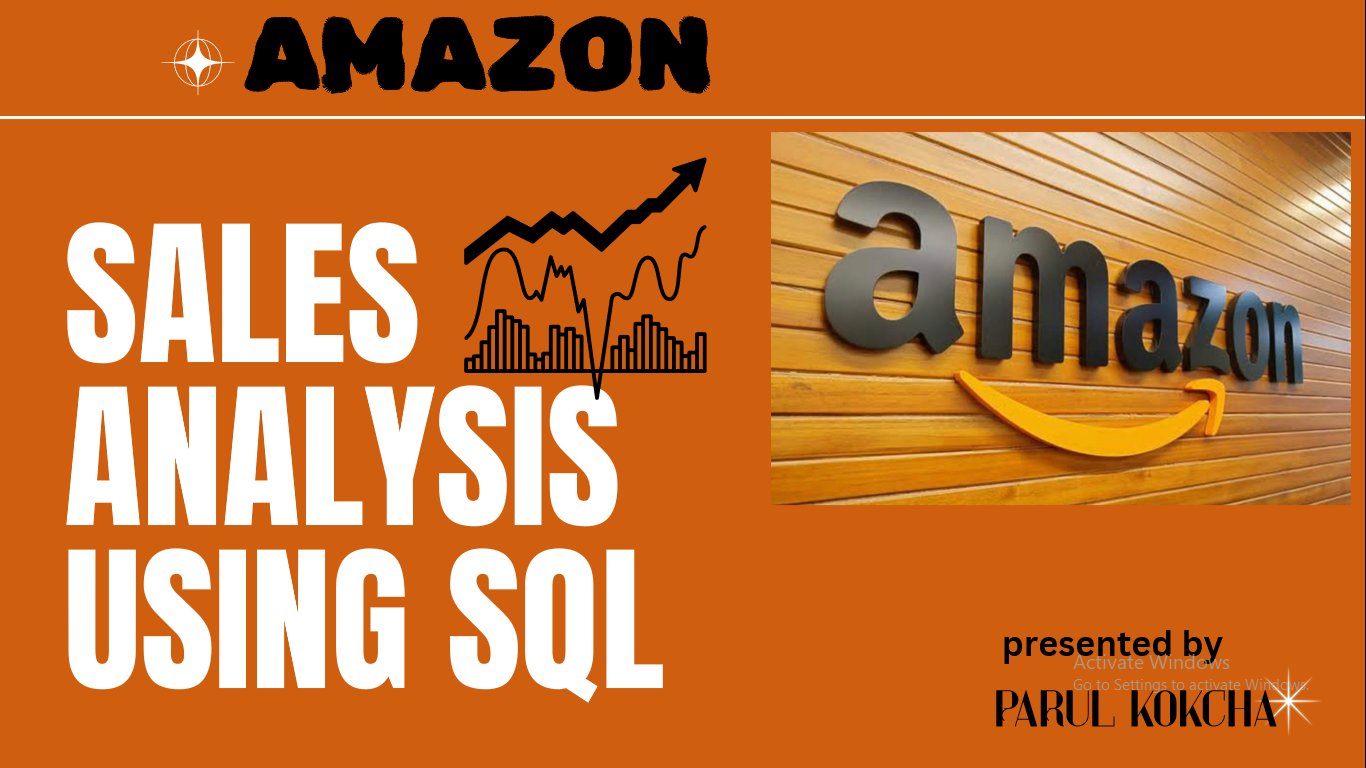 AMAZON
SALES
ANALYSIS
USING SQL
amazon
presented by
Activate Windows
Go to Settings to activate Windows.
PARUL KOKCHA